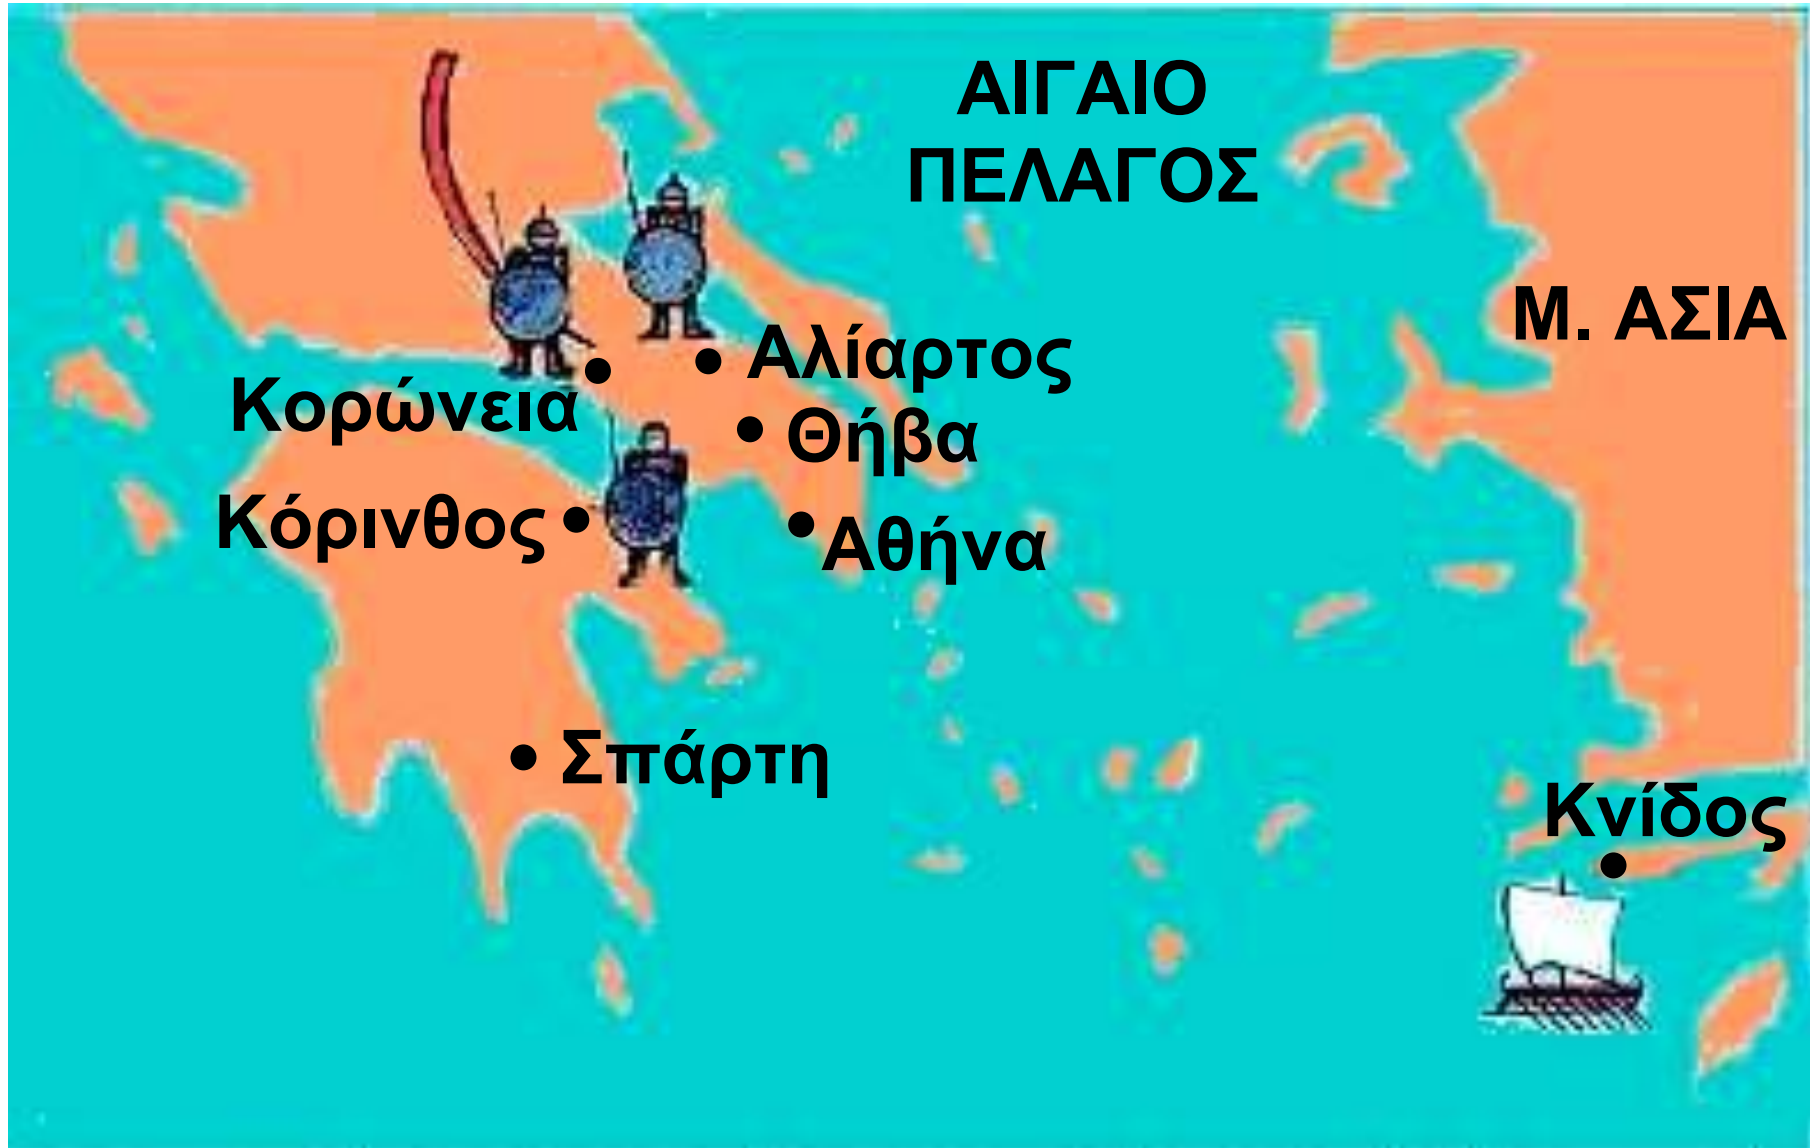 ΑΙΓΑΙΟ
ΠΕΛΑΓΟΣ
Μ. ΑΣΙΑ
Αλίαρτος
Κορώνεια
Θήβα
Κόρινθος
Αθήνα
Σπάρτη
Κνίδος